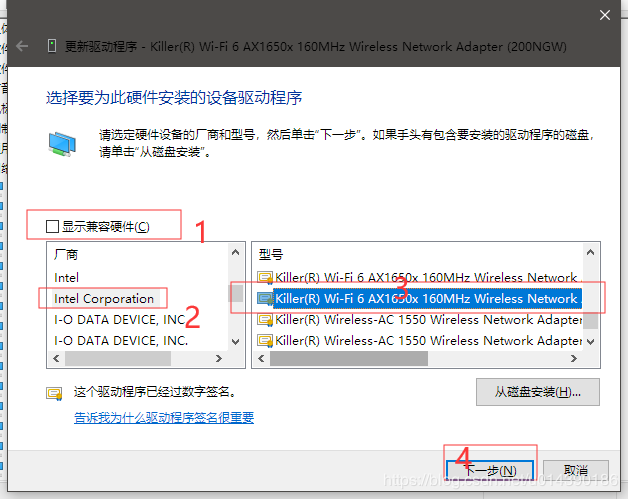 更新驱动程序 - Killer(R) Wi-Fi 6 AX1650x 160MHz Wireless Network Adapter (200NGW)
选择要为此硬件安装的设备驱动程序
请选定硬件设备的厂商和型号，然后单击“下一步”。如果手头有包含要安装的驱动程序的磁盘，
请单击“从磁盘安装”。
显示兼容硬件(C)
1
厂商
Intel
Intel Corporation
2
I-O DATA DEVICE, INC
I-O DATA DEVICE, INC.
型号
Killer(R) Wi-Fi 6 AX1650x 160MHz Wireless Network
3
Killer(R) Wi-Fi 6 AX1650x 160MHz Wireless Network
Killer(R) Wireless-AC 1550 Wireless Network Adapter
Killer(R) Wireless-AC 1550 Wireless Network Adapter
这个驱动程序已经过数字签名。
告诉我为什么驱动程序签名很重要
从磁盘安装(H)...
4
下一步(N)
取消